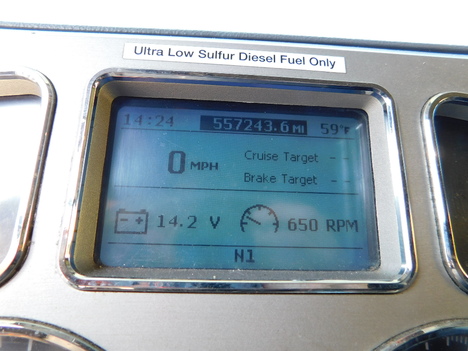 Ultra Low Sulfur Diesel Fuel Only
14:24 557243.6 MI 59°F
0 MPH
Cruise Target - -
Brake Target - -
14.2 V 650 RPM
N1